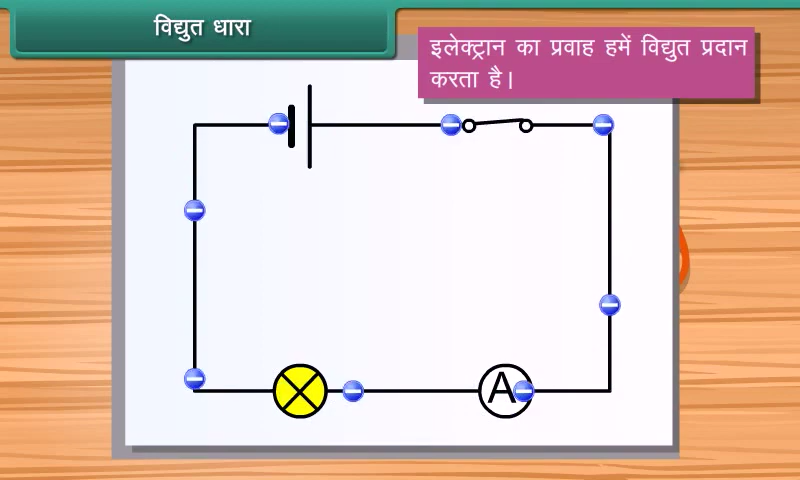 विद्युत धारा
इलेक्ट्रान का प्रवाह हमें विद्युत प्रदान
करता है।
A